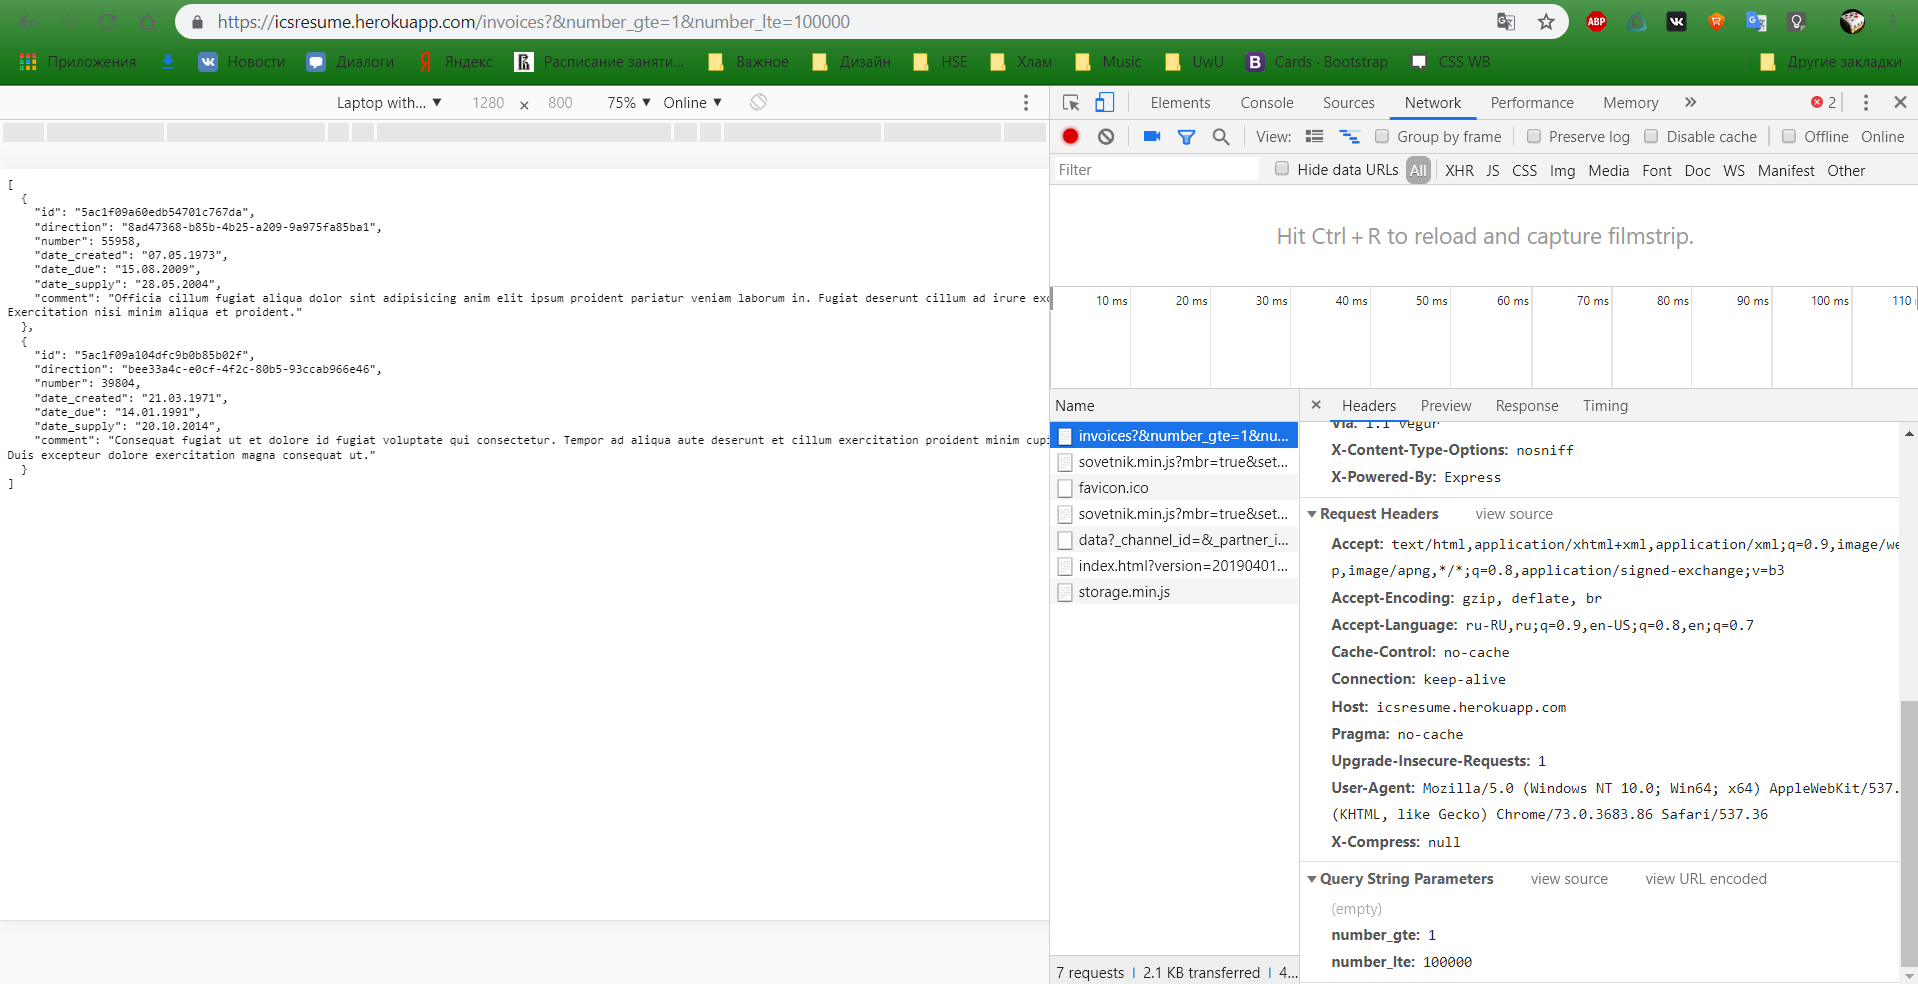 https://icsresume.herokuapp.com/invoices?&number_gte=1&number_lte=100000
ABP
Приложения
Новости
Диалоги
Яндекс
Расписание заняти...
Важное
Дизайн
HSE
Хлам
Music
UwU
B Cards · Bootstrap
CSS WB
Другие закладки
Laptop with... ▼ 1280 × 800 75% ▼ Online ▼
Elements Console Sources Network Performance Memory » 2
View: Group by frame Preserve log Disable cache Offline Online
Filter Hide data URLs All XHR JS CSS Img Media Font Doc WS Manifest Other
Hit Ctrl + R to reload and capture filmstrip.
10 ms 20 ms 30 ms 40 ms 50 ms 60 ms 70 ms 80 ms 90 ms 100 ms 110
[
{
"id": "5ac1f09a60edb54701c767da",
"direction": "8ad47368-b85b-4b25-a209-9a975fa85ba1",
"number": 55958,
"date_created": "07.05.1973",
"date_due": "15.08.2009",
"date_supply": "28.05.2004",
"comment": "Officia cillum fugiat aliqua dolor sint adipisicing anim elit ipsum proident pariatur veniam laborum in. Fugiat deserunt cillum ad irure exc
Exercitation nisi minim aliqua et proident."
},
{
"id": "5ac1f09a104dfc9b0b85b02f",
"direction": "bee33a4c-e0cf-4f2c-80b5-93ccab966e46",
"number": 39804,
"date_created": "21.03.1971",
"date_due": "14.01.1991",
"date_supply": "20.10.2014",
"comment": "Consequat fugiat ut et dolore id fugiat voluptate qui consectetur. Tempor ad aliqua aute deserunt et cillum exercitation proident minim cupi
Duis excepteur dolore exercitation magna consequat ut."
}
]
Name
invoices?&number_gte=1&nu...
sovetnik.min.js?mbr=true&set...
favicon.ico
sovetnik.min.js?mbr=true&set...
data?_channel_id=&_partner_i...
index.html?version=20190401...
storage.min.js
7 requests | 2.1 KB transferred | 4...
× Headers Preview Response Timing
Via: 1.1 vegur
X-Content-Type-Options: nosniff
X-Powered-By: Express
Request Headers view source
Accept: text/html,application/xhtml+xml,application/xml;q=0.9,image/we
p,image/apng,*/*;q=0.8,application/signed-exchange;v=b3
Accept-Encoding: gzip, deflate, br
Accept-Language: ru-RU,ru;q=0.9,en-US;q=0.8,en;q=0.7
Cache-Control: no-cache
Connection: keep-alive
Host: icsresume.herokuapp.com
Pragma: no-cache
Upgrade-Insecure-Requests: 1
User-Agent: Mozilla/5.0 (Windows NT 10.0; Win64; x64) AppleWebKit/537.
(KHTML, like Gecko) Chrome/73.0.3683.86 Safari/537.36
X-Compress: null
Query String Parameters view source view URL encoded
(empty)
number_gte: 1
number_lte: 100000